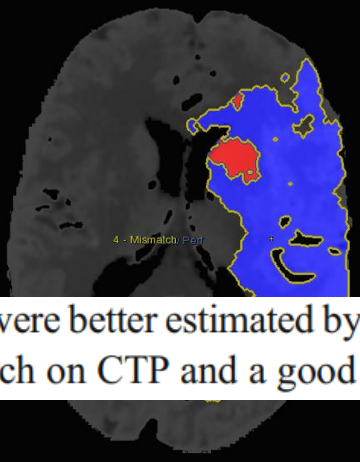 4 - Mismatch/ Perf
were better estimated by
ch on CTP and a good